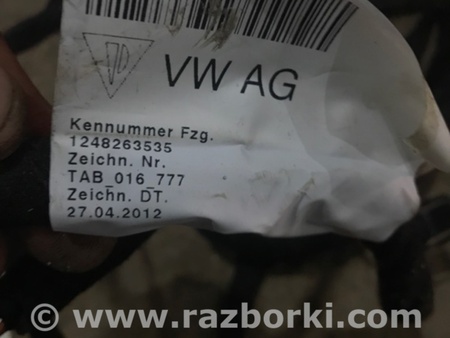 VW AG
Kennummer Fzg.
1248263535
Zeichn. Nr.
TAB_016_777
Zeichn. DT.
27.04.2012
© www.razborki.com